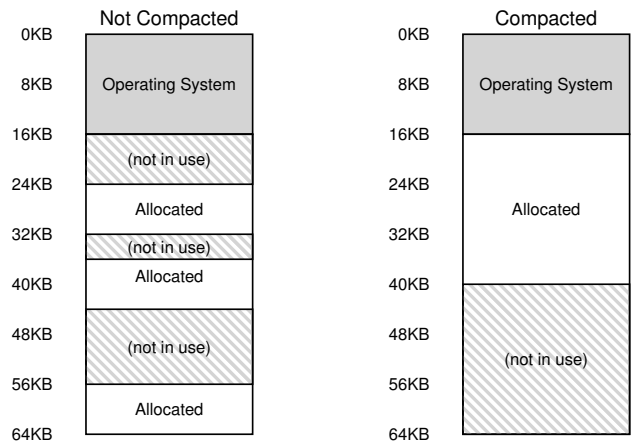 Not Compacted
0KB
8KB
16KB
24KB
32KB
40KB
48KB
56KB
64KB
Operating System
(not in use)
Allocated
(not in use)
Allocated
(not in use)
Allocated
Compacted
0KB
8KB
16KB
24KB
32KB
40KB
48KB
56KB
64KB
Operating System
Allocated
(not in use)